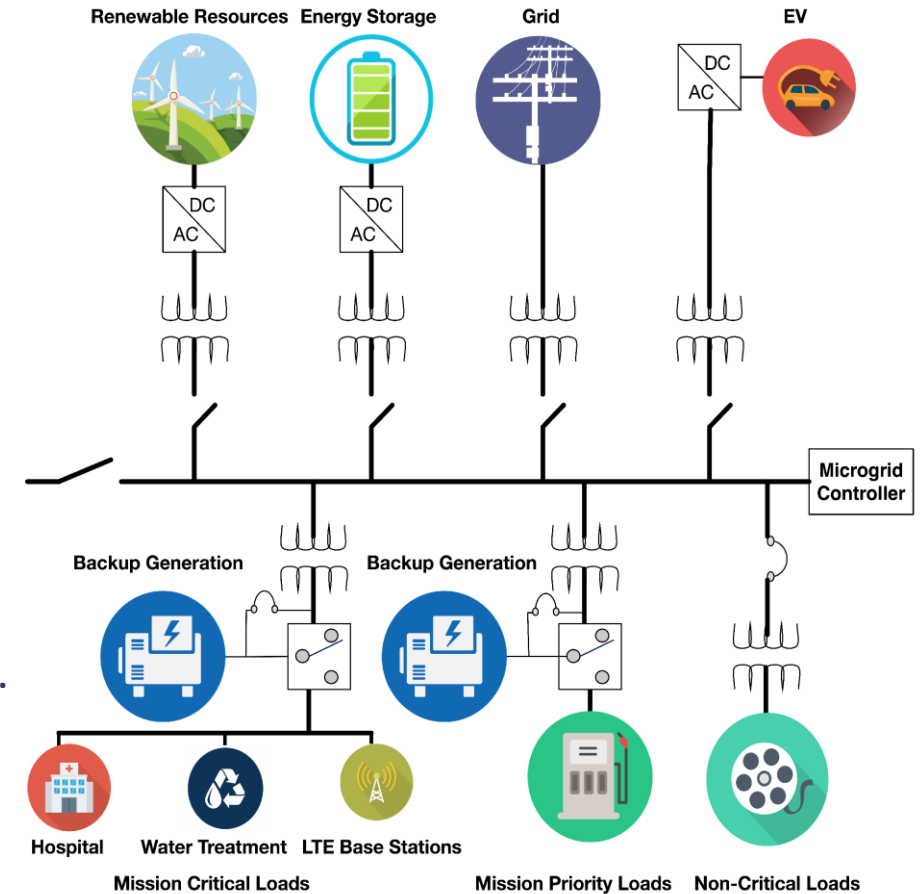 Renewable Resources
Energy Storage
Grid
EV
DC
AC
DC
AC
DC
AC
Microgrid
Controller
Backup Generation
Backup Generation
Hospital
Water Treatment
LTE Base Stations
Mission Critical Loads
Mission Priority Loads
Non-Critical Loads